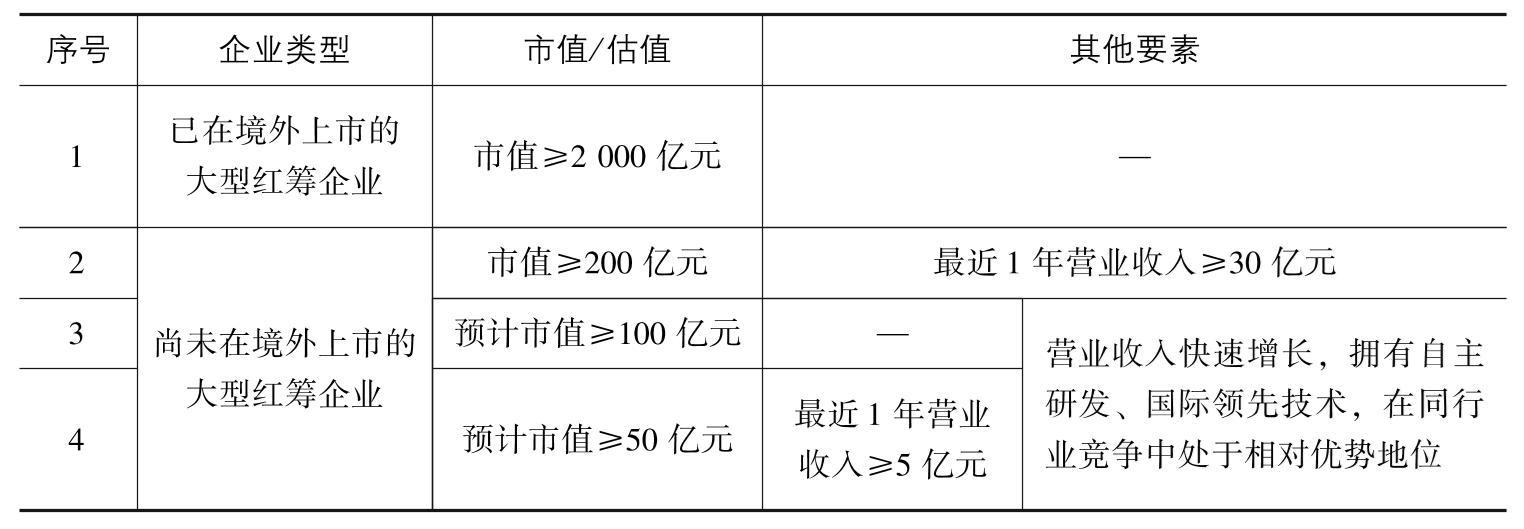 序号 企业类型 市值/估值 其他要素
1 已在境外上市的
大型红筹企业 市值≥2 000 亿元 —
2 市值≥200 亿元 最近 1 年营业收入≥30 亿元
尚未在境外上市的
大型红筹企业
3 预计市值≥100 亿元 —
4 预计市值≥50 亿元 最近 1 年营业
收入≥5 亿元
营业收入快速增长，拥有自主
研发、国际领先技术，在同行
业竞争中处于相对优势地位